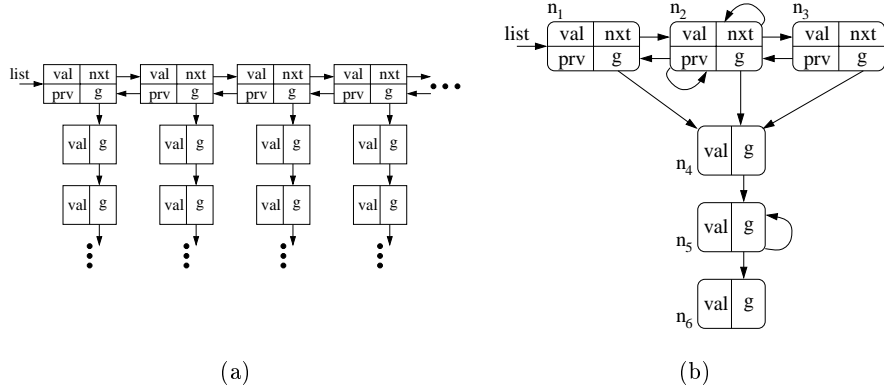 list
val nxt val nxt val nxt val nxt
prv g prv g prv g prv g
val g val g val g val g
val g val g val g val g
(a)
n1 n2 n3
list
val nxt val nxt val nxt
prv g prv g prv g
n4 val g
n5 val g
n6 val g
(b)